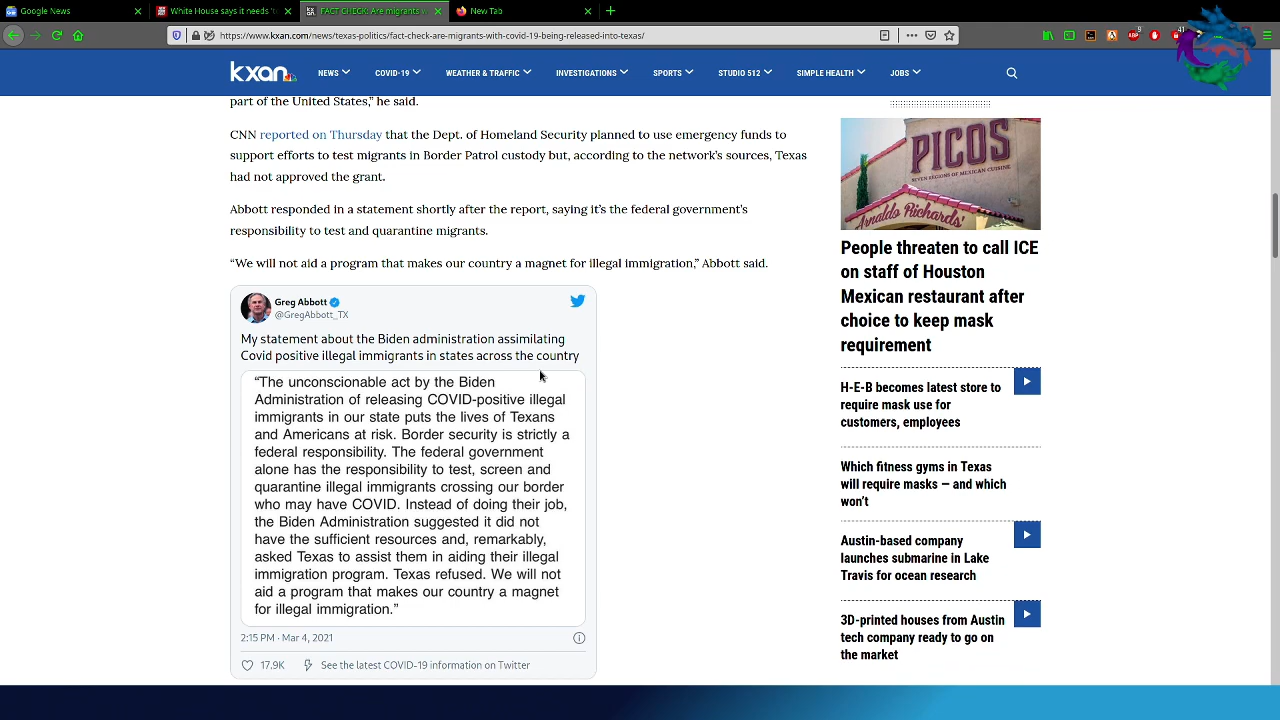 Google News
White House says it needs 't
FACT CHECK: Are migrants w
New Tab
https://www.kxan.com/news/texas-politics/fact-check-are-migrants-with-covid-19-being-released-into-texas/
kxan
NEWS
COVID-19
WEATHER & TRAFFIC
INVESTIGATIONS
SPORTS
STUDIO 512
SIMPLE HEALTH
JOBS
part of the United States,” he said.
CNN reported on Thursday that the Dept. of Homeland Security planned to use emergency funds to
support efforts to test migrants in Border Patrol custody but, according to the network’s sources, Texas
had not approved the grant.
Abbott responded in a statement shortly after the report, saying it’s the federal government’s
responsibility to test and quarantine migrants.
“We will not aid a program that makes our country a magnet for illegal immigration,” Abbott said.
Greg Abbott
@GregAbbott_TX
My statement about the Biden administration assimilating
Covid positive illegal immigrants in states across the country
“The unconscionable act by the Biden
Administration of releasing COVID-positive illegal
immigrants in our state puts the lives of Texans
and Americans at risk. Border security is strictly a
federal responsibility. The federal government
alone has the responsibility to test, screen and
quarantine illegal immigrants crossing our border
who may have COVID. Instead of doing their job,
the Biden Administration suggested it did not
have the sufficient resources and, remarkably,
asked Texas to assist them in aiding their illegal
immigration program. Texas refused. We will not
aid a program that makes our country a magnet
for illegal immigration.”
2:15 PM · Mar 4, 2021
17.9K
See the latest COVID-19 information on Twitter
PICOS
SEVEN REGIONS OF MEXICAN CUISINE
Arnaldo Richards'
People threaten to call ICE
on staff of Houston
Mexican restaurant after
choice to keep mask
requirement
H-E-B becomes latest store to
require mask use for
customers, employees
Which fitness gyms in Texas
will require masks — and which
won’t
Austin-based company
launches submarine in Lake
Travis for ocean research
3D-printed houses from Austin
tech company ready to go on
the market